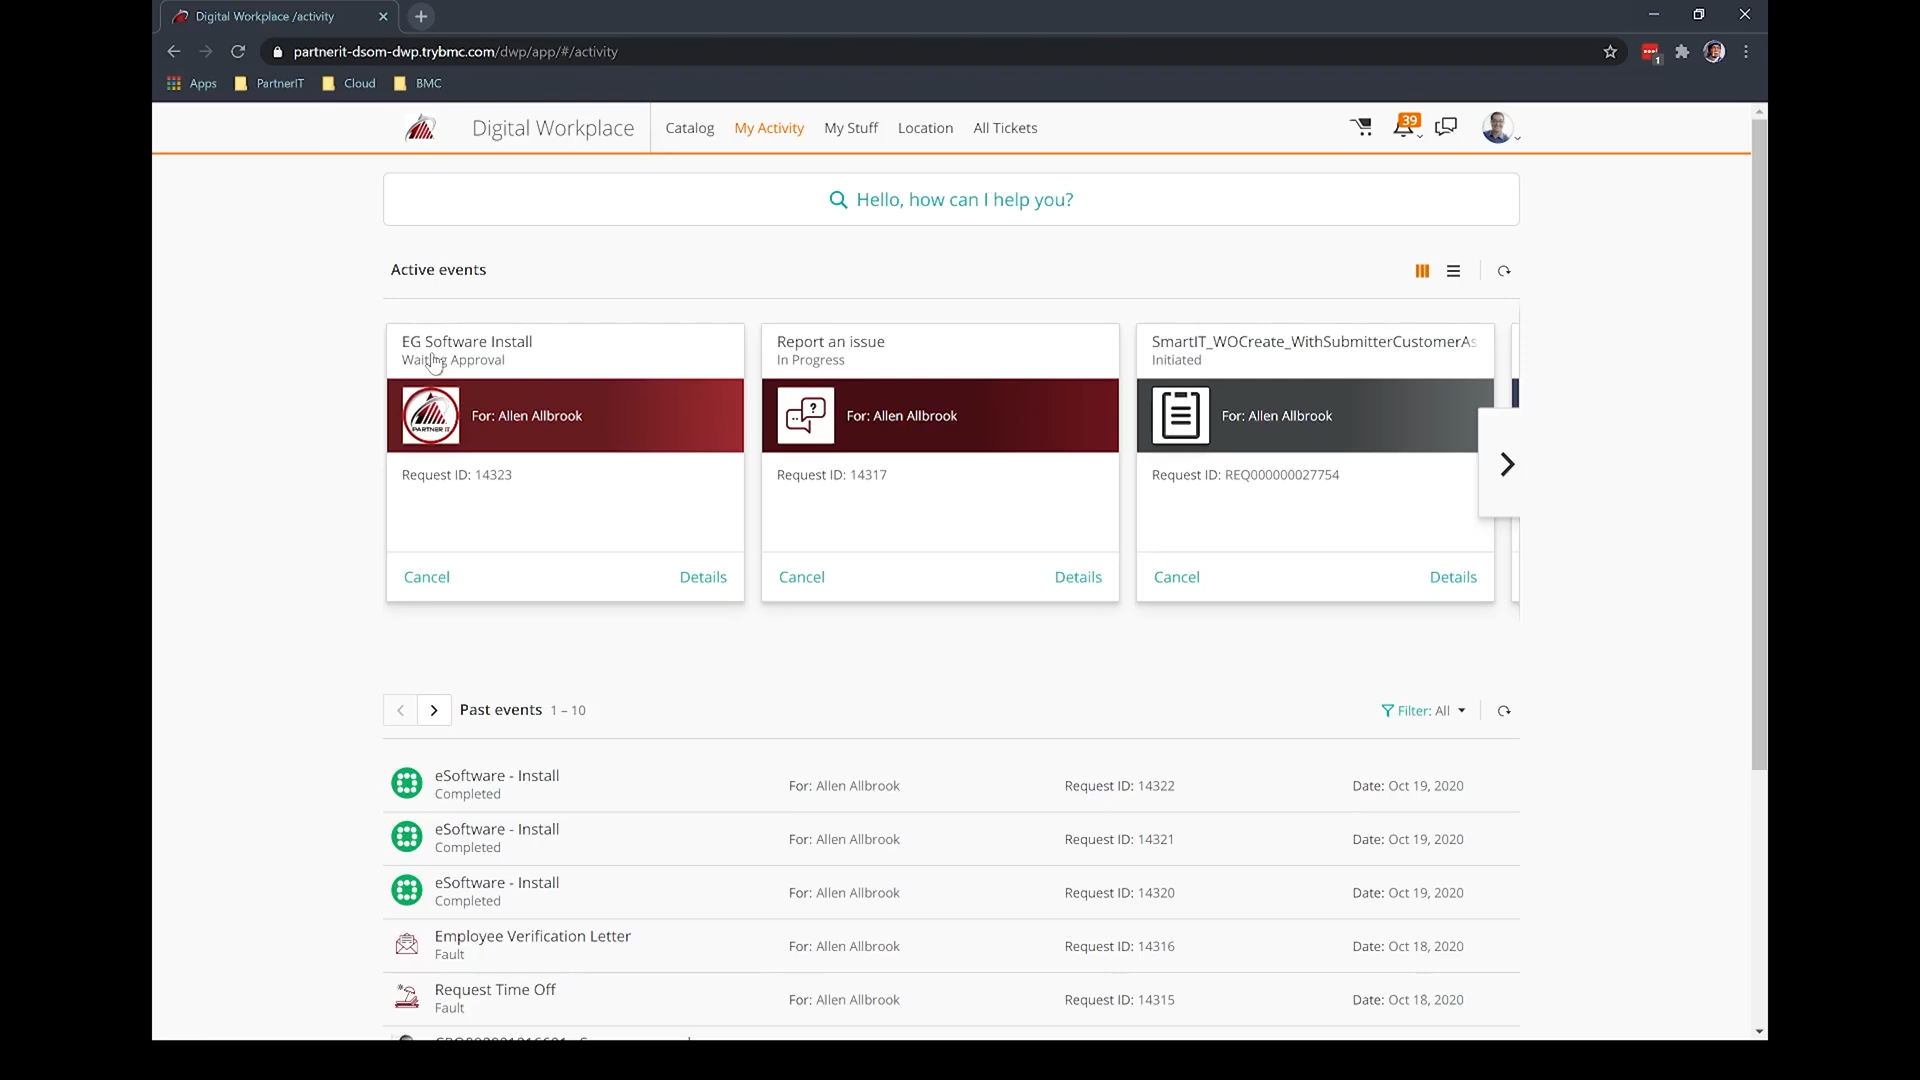 Digital Workplace /activity
partnerit-dsom-dwp.trybmc.com/dwp/app/#/activity
1
Apps PartnerIT Cloud BMC
Digital Workplace Catalog My Activity My Stuff Location All Tickets 39
Hello, how can I help you?
Active events
EG Software Install
Waiting Approval
PARTNER IT
For: Allen Allbrook
Request ID: 14323
Cancel Details
Report an issue
In Progress
For: Allen Allbrook
Request ID: 14317
Cancel Details
SmartIT_WOCreate_WithSubmitterCustomerAs
Initiated
For: Allen Allbrook
Request ID: REQ000000027754
Cancel Details
Past events 1 – 10 Filter: All
eSoftware - Install
Completed
For: Allen Allbrook Request ID: 14322 Date: Oct 19, 2020
eSoftware - Install
Completed
For: Allen Allbrook Request ID: 14321 Date: Oct 19, 2020
eSoftware - Install
Completed
For: Allen Allbrook Request ID: 14320 Date: Oct 19, 2020
Employee Verification Letter
Fault
For: Allen Allbrook Request ID: 14316 Date: Oct 18, 2020
Request Time Off
Fault
For: Allen Allbrook Request ID: 14315 Date: Oct 18, 2020